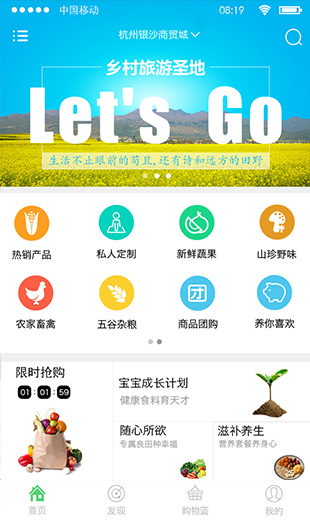 中国移动 08:19
杭州银沙商贸城
乡村旅游圣地
Let's Go
生活不止眼前的苟且,还有诗和远方的田野
热销产品 私人定制 新鲜蔬果 山珍野味
农家畜禽 五谷杂粮 商品团购 养你喜欢
团
限时抢购
01:01:59
宝宝成长计划
健康食料育天才
随心所欲
专属良田种幸福
滋补养生
营养套餐养身心
首页 发现 购物篮 我的